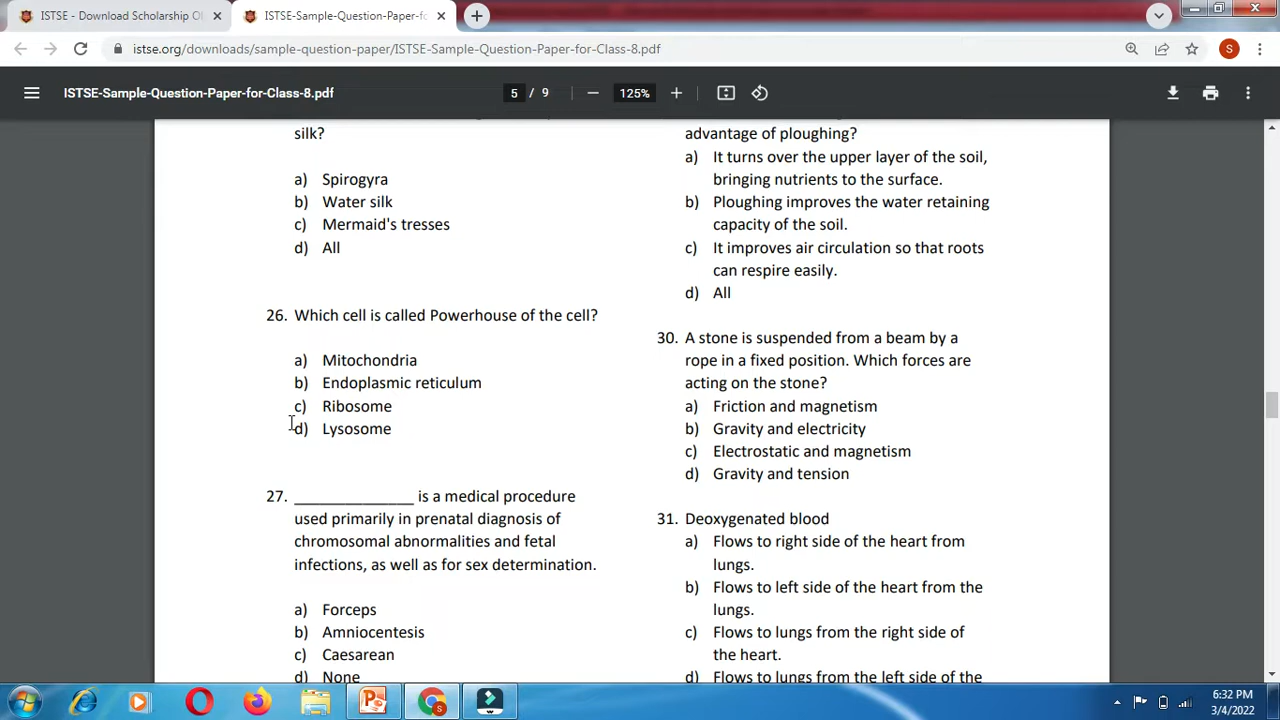 ISTSE - Download Scholarship Ol
ISTSE-Sample-Question-Paper-fo
istse.org/downloads/sample-question-paper/ISTSE-Sample-Question-Paper-for-Class-8.pdf
S
ISTSE-Sample-Question-Paper-for-Class-8.pdf
5 / 9
125%
silk?
a) Spirogyra
b) Water silk
c) Mermaid's tresses
d) All
26. Which cell is called Powerhouse of the cell?
a) Mitochondria
b) Endoplasmic reticulum
c) Ribosome
d) Lysosome
27. ______________ is a medical procedure
used primarily in prenatal diagnosis of
chromosomal abnormalities and fetal
infections, as well as for sex determination.
a) Forceps
b) Amniocentesis
c) Caesarean
d) None
advantage of ploughing?
a) It turns over the upper layer of the soil,
bringing nutrients to the surface.
b) Ploughing improves the water retaining
capacity of the soil.
c) It improves air circulation so that roots
can respire easily.
d) All
30. A stone is suspended from a beam by a
rope in a fixed position. Which forces are
acting on the stone?
a) Friction and magnetism
b) Gravity and electricity
c) Electrostatic and magnetism
d) Gravity and tension
31. Deoxygenated blood
a) Flows to right side of the heart from
lungs.
b) Flows to left side of the heart from the
lungs.
c) Flows to lungs from the right side of
the heart.
d) Flows to lungs from the left side of the
6:32 PM
3/4/2022